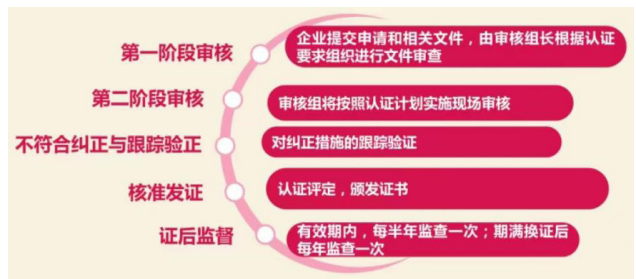 第一阶段审核
企业提交申请和相关文件，由审核组长根据认证
要求组织进行文件审查
第二阶段审核
审核组将按照认证计划实施现场审核
不符合纠正与跟踪验正
对纠正措施的跟踪验证
核准发证
认证评定，颁发证书
证后监督
有效期内，每半年监查一次；期满换证后
每年监查一次